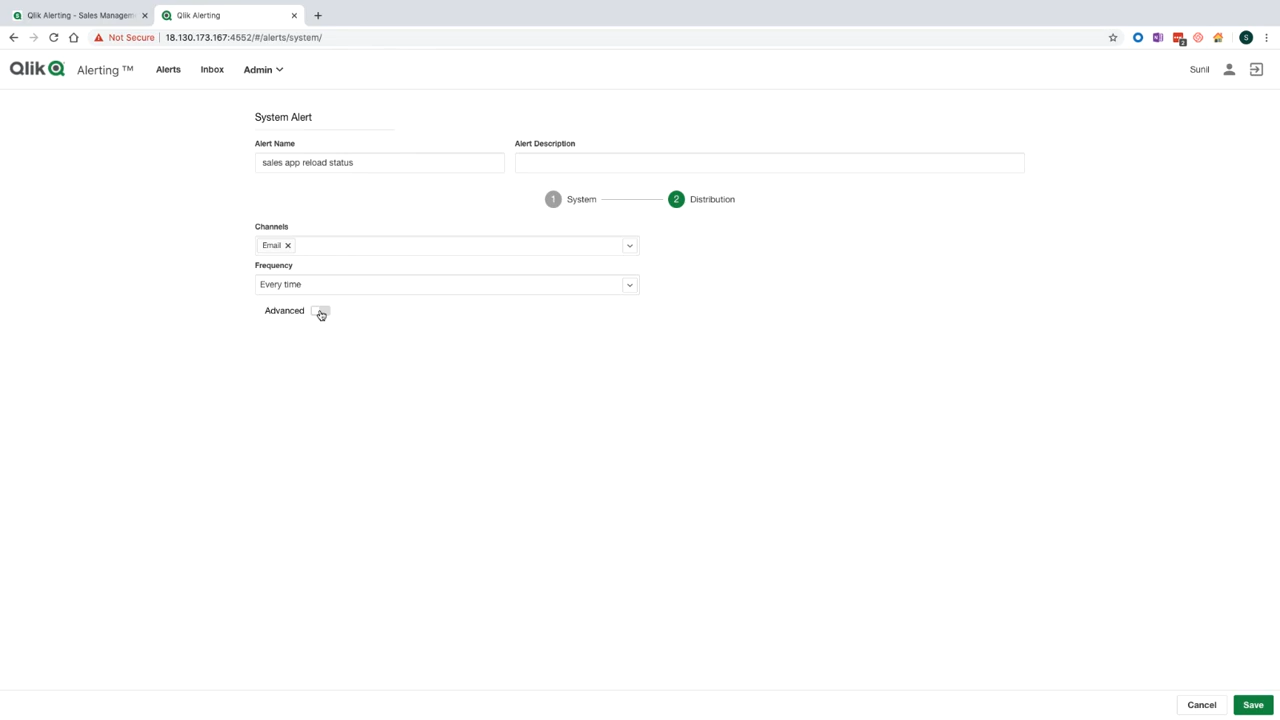 Qlik Alerting - Sales Managem
Qlik Alerting
Not Secure
18.130.173.167:4552/#/alerts/system/
S
2
Qlik Alerting ™
Alerts
Inbox
Admin
Sunil
System Alert
Alert Name
Alert Description
sales app reload status
1 System
2 Distribution
Channels
Email
Frequency
Every time
Advanced
Cancel
Save